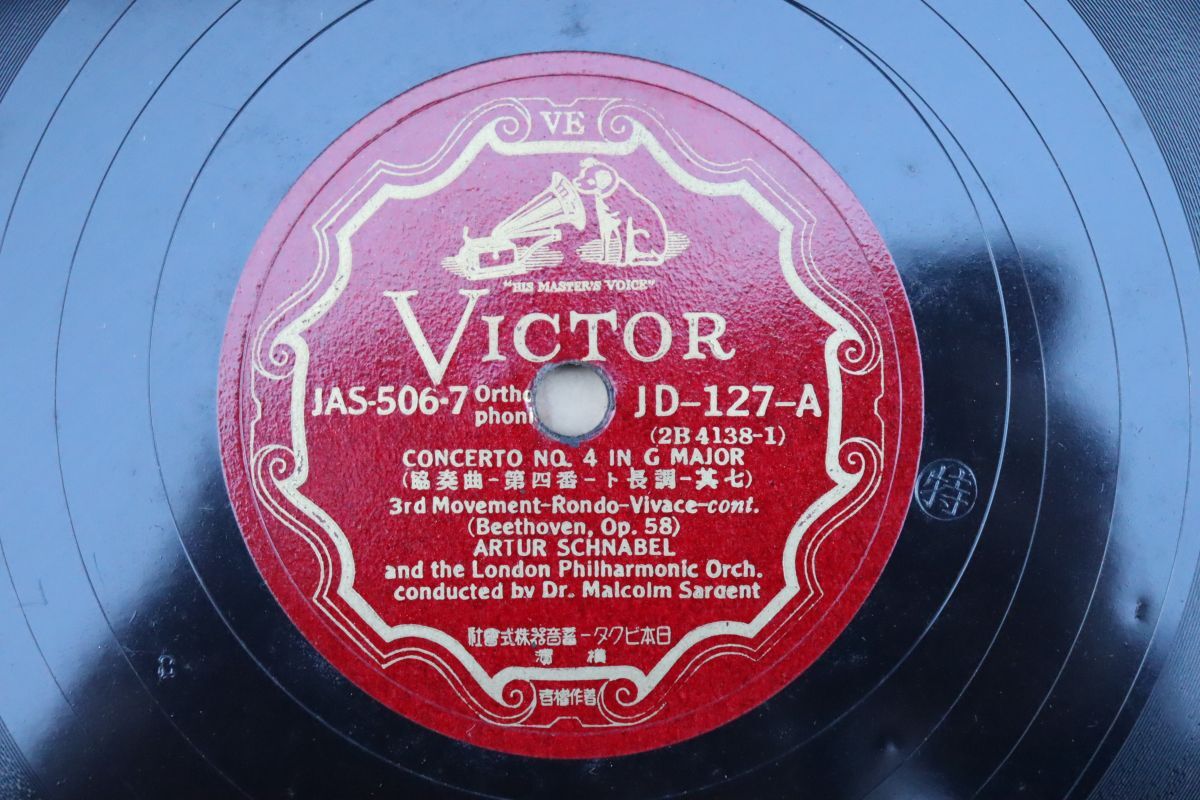 VE
"HIS MASTER'S VOICE"
VICTOR
JAS-506-7 Ortho phoni JD-127-A
(2B 4138-1)
CONCERTO NO. 4 IN G MAJOR
(協奏曲-第四番-ト長調-其七)
3rd Movement-Rondo-Vivace-cont.
(Beethoven, Op. 58)
ARTUR SCHNABEL
and the London Philharmonic Orch.
conducted by Dr. Malcolm Sargent
社會式株器音蓄ータクビ本日
濱 橫
音權作著
特